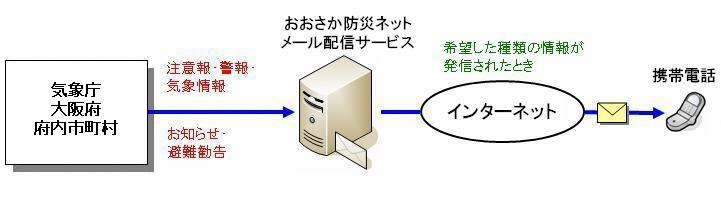 気象庁
大阪府
府内市町村
注意報・警報・
気象情報
お知らせ・
避難勧告
おおさか防災ネット
メール配信サービス
希望した種類の情報が
発信されたとき
インターネット
携帯電話